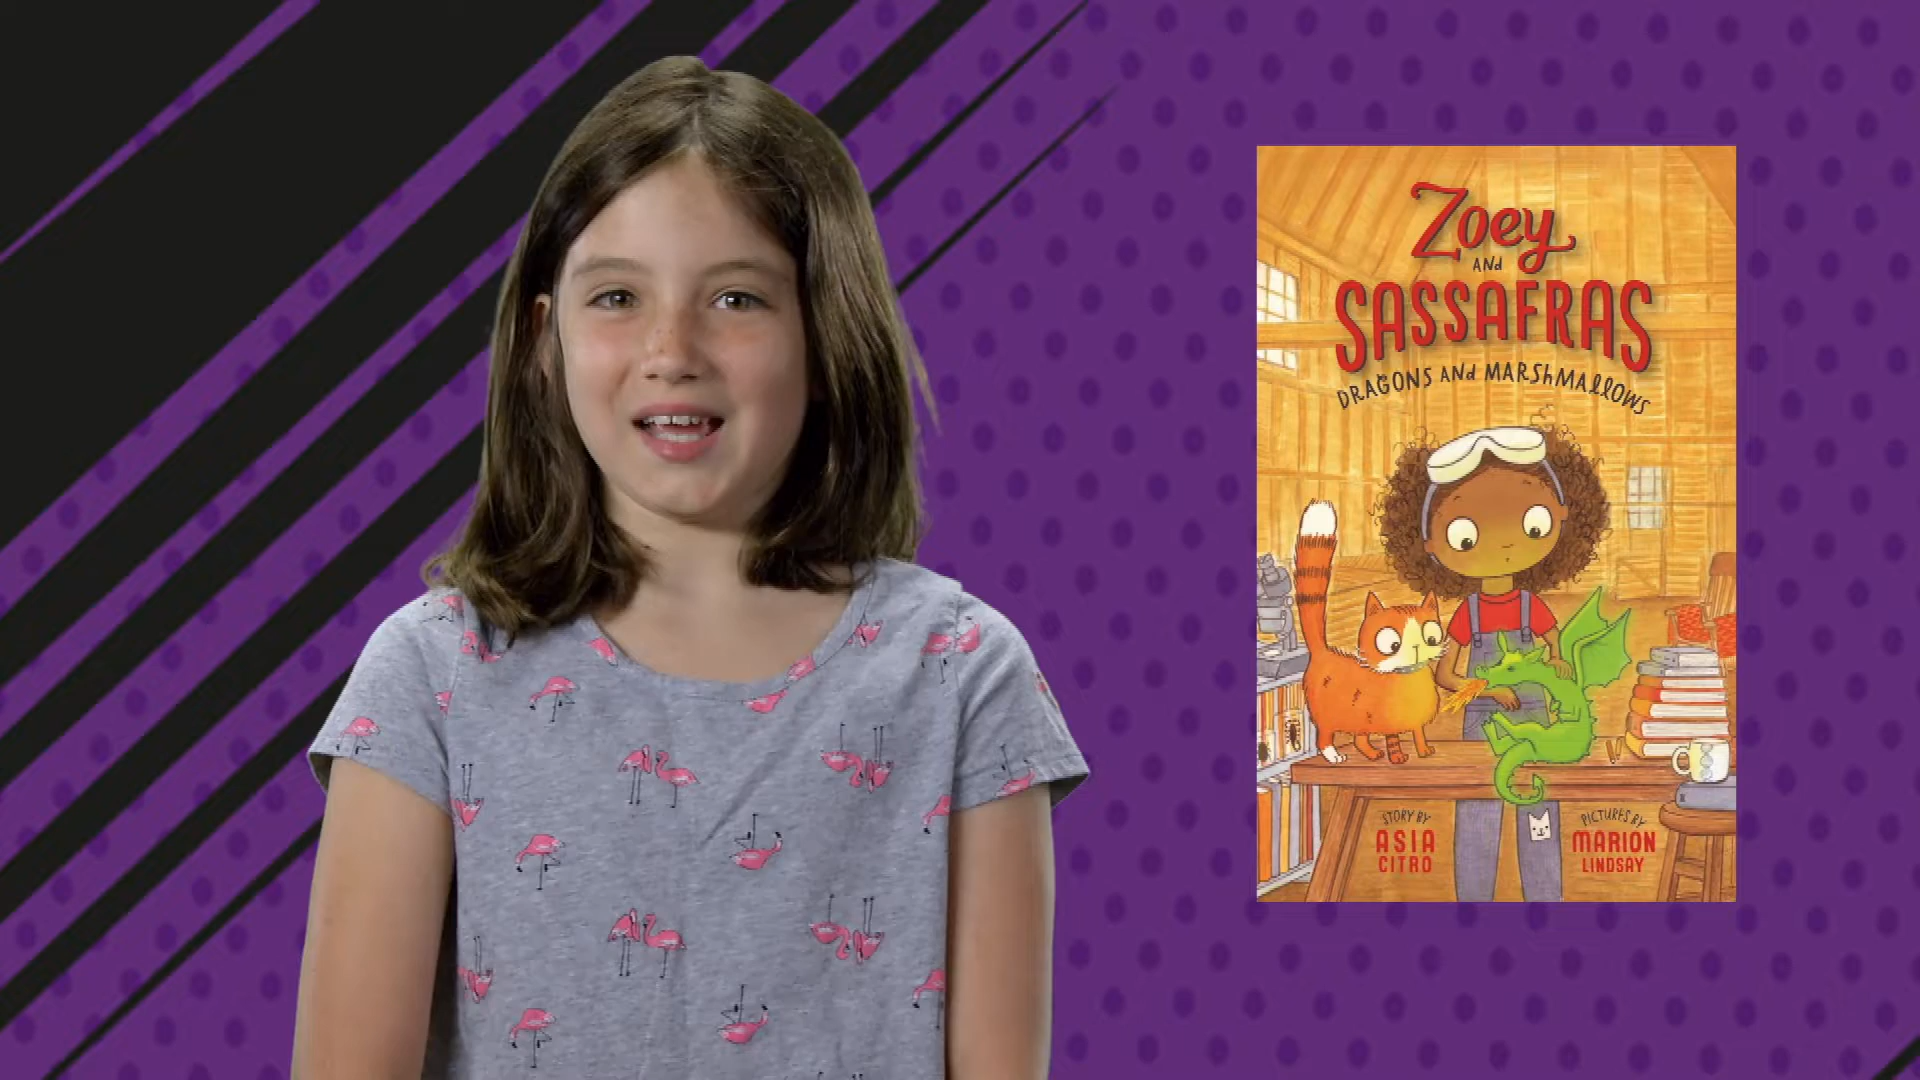 Zoey
AND
SASSAFRAS
DRAGONS ANd MARShMALLOWS
STORY BY
ASIA
CITRO
PICTURES BY
MARION
LINDSAY